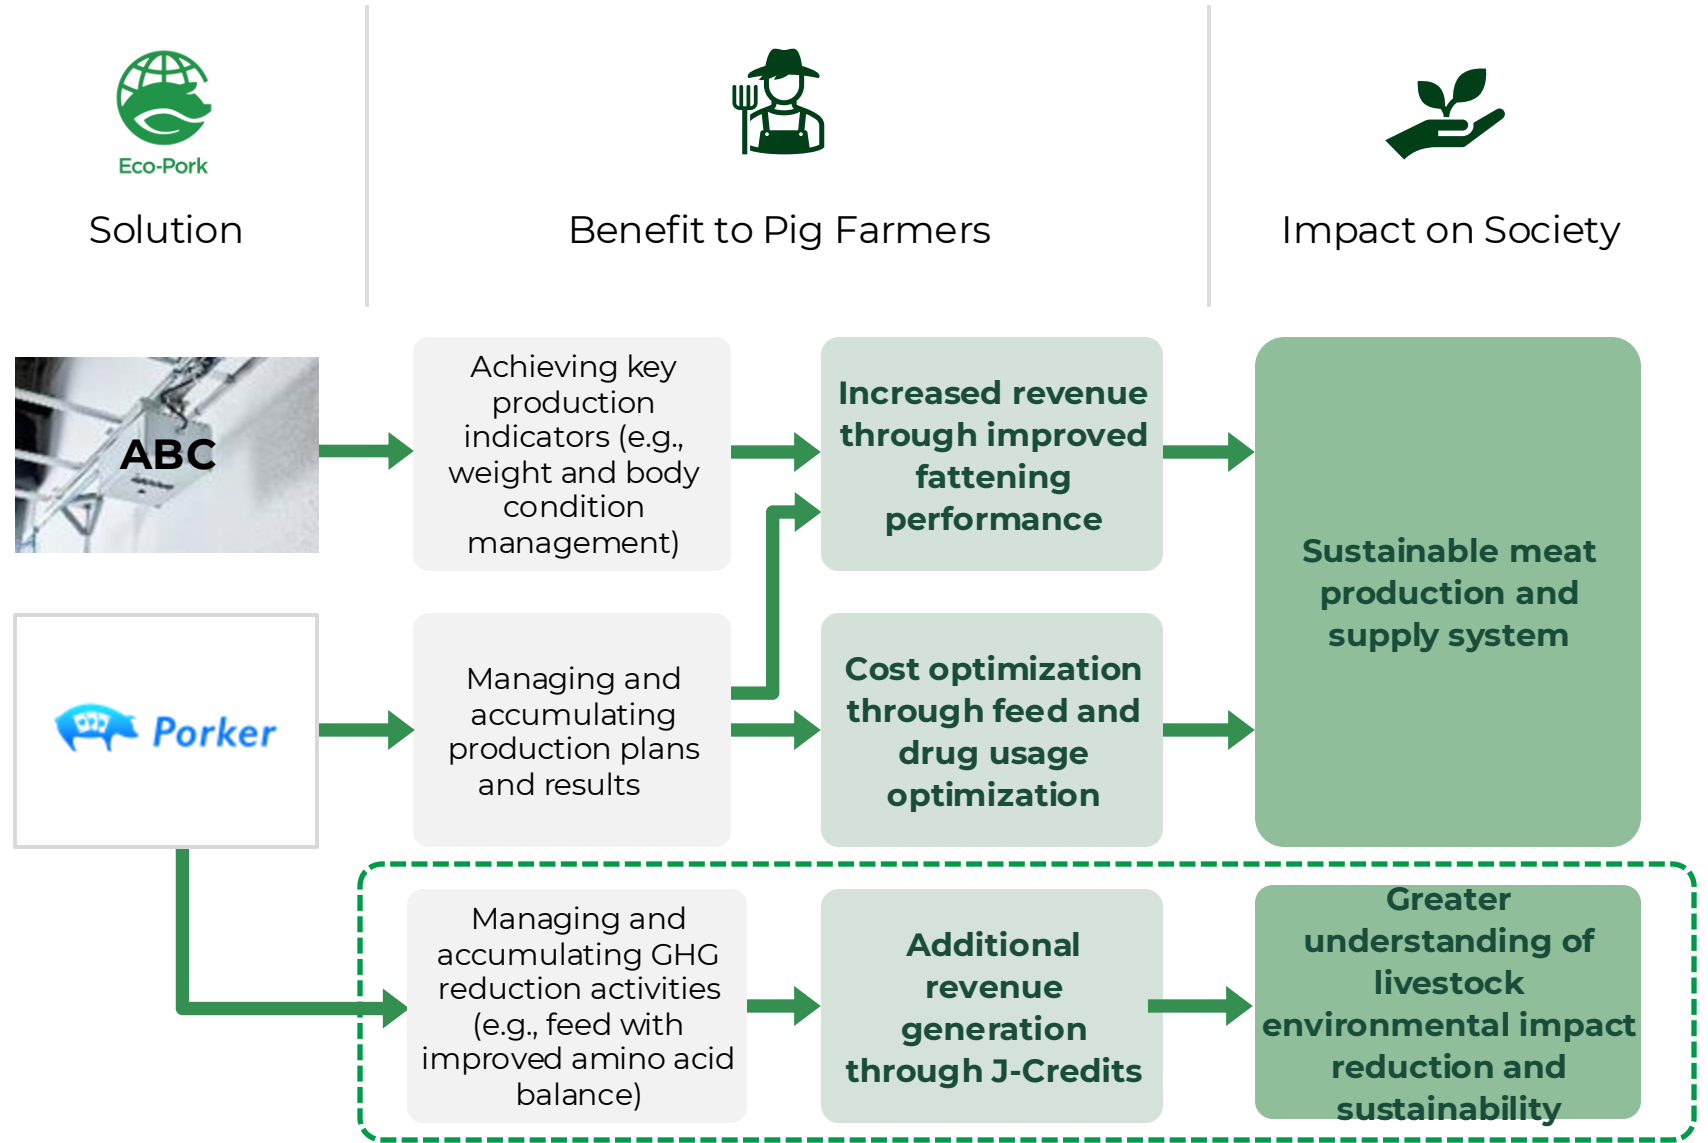 Eco-Pork
Solution
Benefit to Pig Farmers
Impact on Society
ABC
Achieving key
production
indicators (e.g.,
weight and body
condition
management)
Increased revenue
through improved
fattening
performance
Sustainable meat
production and
supply system
Porker
Managing and
accumulating
production plans
and results
Cost optimization
through feed and
drug usage
optimization
Managing and
accumulating GHG
reduction activities
(e.g., feed with
improved amino acid
balance)
Additional
revenue
generation
through J-Credits
Greater
understanding of
livestock
environmental impact
reduction and
sustainability